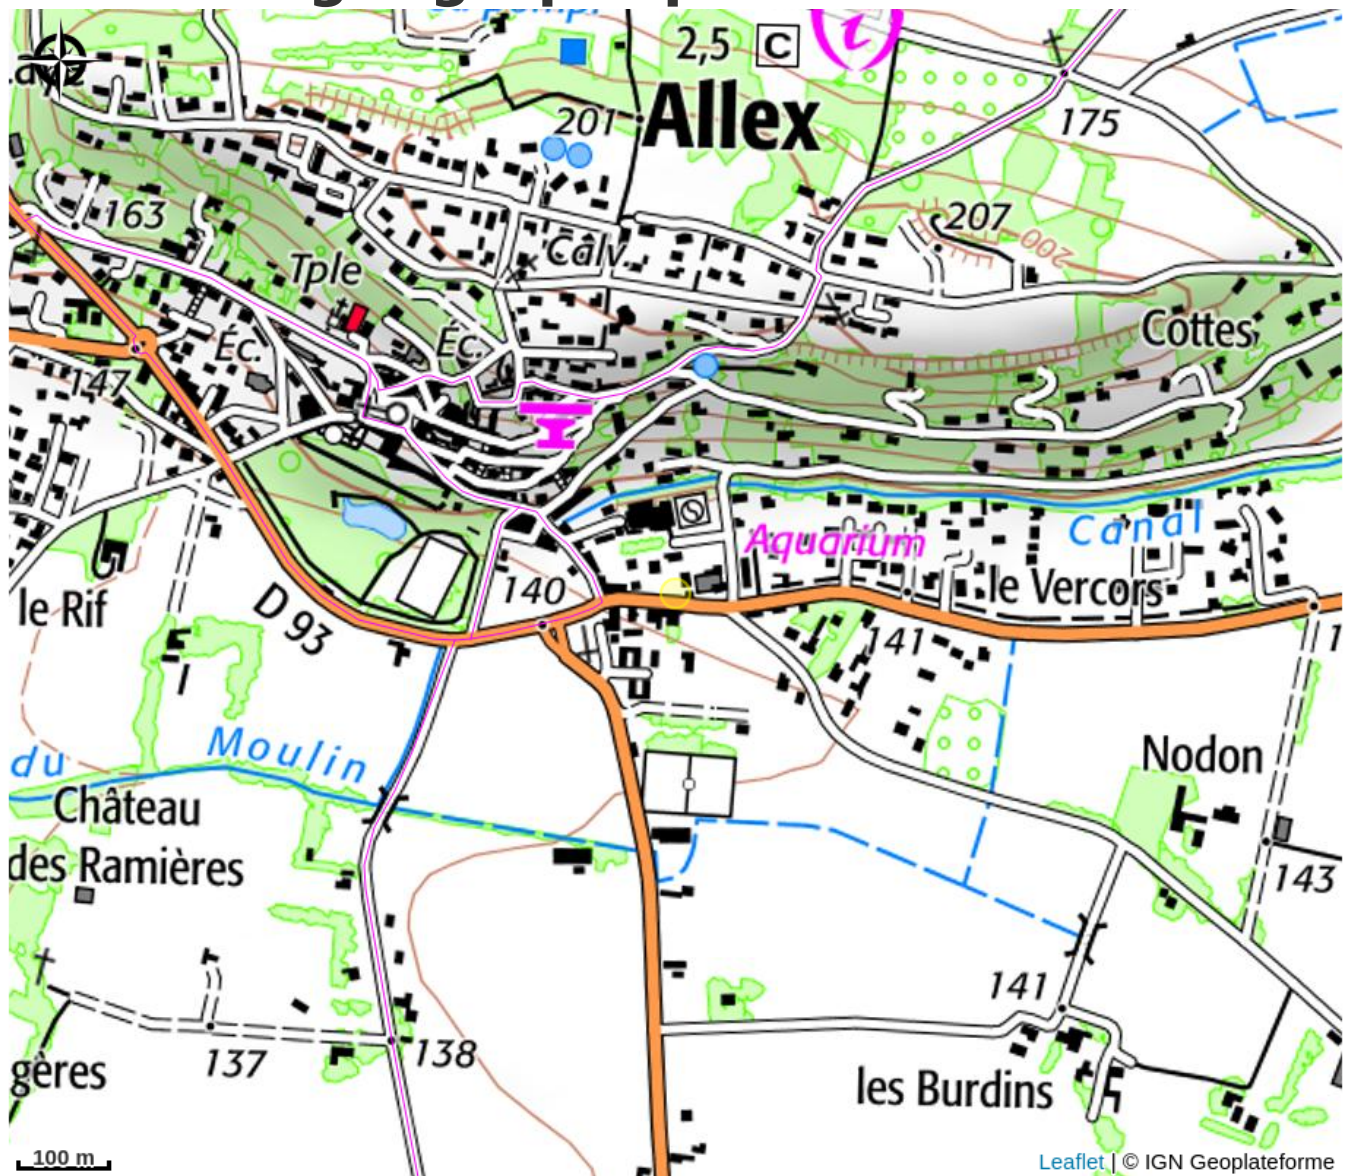 2,5 C
i
Allex
201
175
163
207
200
Calv.
Tple
Éc.
Éc.
Cottes
147
Canal
Aquarium
140
le Vercors
le Rif
D 93
141
1
Moulin
du
Nodon
Château
des Ramières
143
141
137
138
gères
les Burdins
100 m
Leaflet | © IGN Geoplateforme